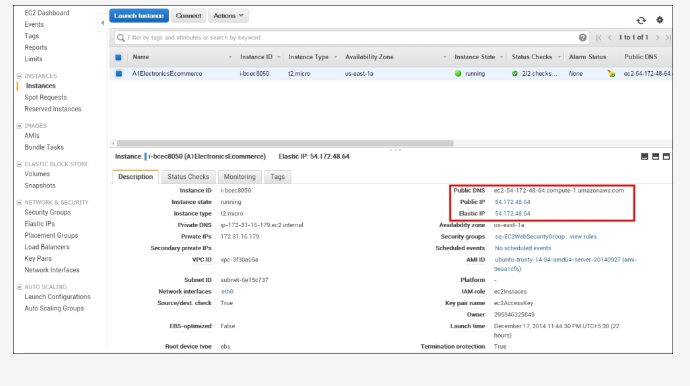 EC2 Dashboard
Events
Tags
Reports
Limits
INSTANCES
Instances
Spot Requests
Reserved Instances
IMAGES
AMIs
Bundle Tasks
ELASTIC BLOCK STORE
Volumes
Snapshots
NETWORK & SECURITY
Security Groups
Elastic IPs
Placement Groups
Load Balancers
Key Pairs
Network Interfaces
AUTO SCALING
Launch Configurations
Auto Scaling Groups
Launch Instance Connect Actions
Filter by tags and attributes or search by keyword 1 to 1 of 1
Name Instance ID Instance Type Availability Zone Instance State Status Checks Alarm Status Public DNS
A1ElectronicsEcommerce i-bcec8050 t2.micro us-east-1a running 2/2 checks... None ec2-54-172-48-64.
Instance: i-bcec8050 (A1ElectronicsEcommerce) Elastic IP: 54.172.48.64
Description Status Checks Monitoring Tags
Instance ID i-bcec8050 Public DNS ec2-54-172-48-64.compute-1.amazonaws.com
Instance state running Public IP 54.172.48.64
Instance type t2.micro Elastic IP 54.172.48.64
Private DNS ip-172-31-16-179.ec2.internal Availability zone us-east-1a
Private IPs 172.31.16.179 Security groups sg-EC2WebSecurityGroup. view rules
Secondary private IPs Scheduled events No scheduled events
VPC ID vpc-3f30a65a AMI ID ubuntu-trusty-14.04-amd64-server-20140927 (ami-
Subnet ID subnet-6e15c737 Platform -
Network interfaces eth0 IAM role ec2Instaces
Source/dest. check True Key pair name ec2AccessKey
Owner 295846325849
EBS-optimized False Launch time December 17, 2014 11:44:30 PM UTC+5:30 (22 hours)
Root device type ebs Termination protection True